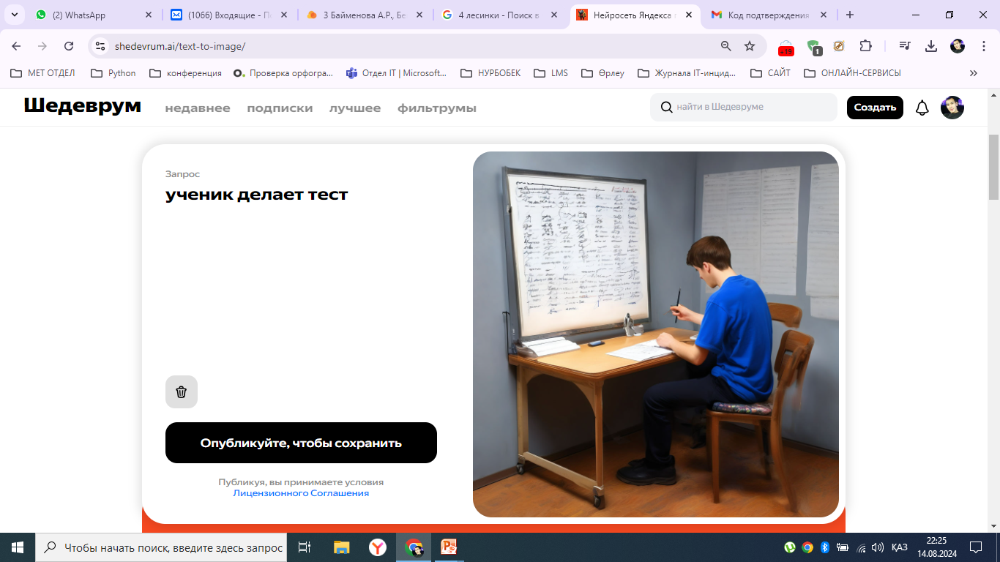 (2) WhatsApp
(1066) Входящие - П
3 Байменова А.Р., Бе
4 лесинки - Поиск в
Нейросеть Яндекса
Код подтверждения
shedevrum.ai/text-to-image/
+19
1
МЕТ ОТДЕЛ
Python
конференция
Проверка орфогра...
Отдел IT | Microsoft...
НУРБОБЕК
LMS
Өрлеу
Журнала IT-инцид...
САЙТ
ОНЛАЙН-СЕРВИСЫ
Шедеврум
недавнее
подписки
лучшее
фильтрумы
найти в Шедевруме
Создать
Запрос
ученик делает тест
Опубликуйте, чтобы сохранить
Публикуя, вы принимаете условия
Лицензионного Соглашения
Чтобы начать поиск, введите здесь запрос
ҚАЗ
22:25
14.08.2024